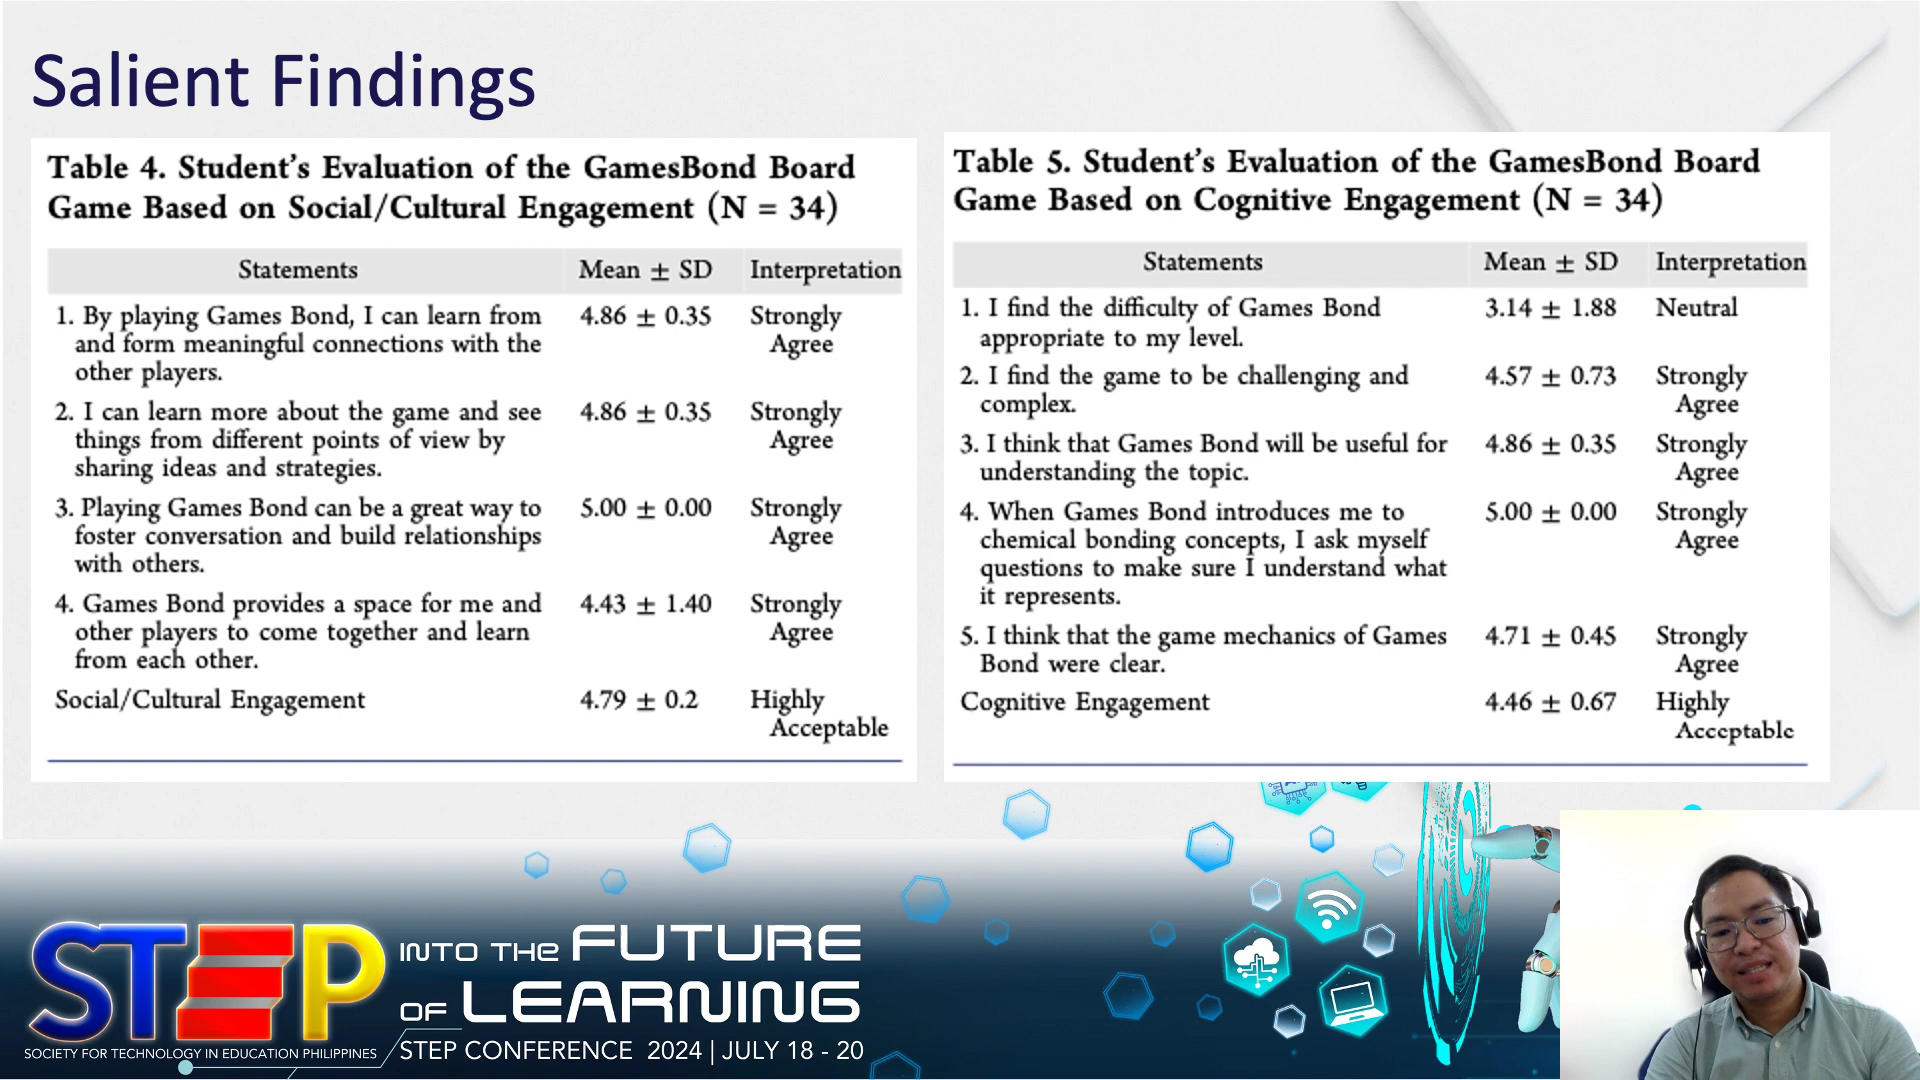 Salient Findings
Table 4. Student's Evaluation of the GamesBond Board
Game Based on Social/Cultural Engagement (N = 34)
Statements Mean ± SD Interpretation
1. By playing Games Bond, I can learn from 4.86 ± 0.35 Strongly
and form meaningful connections with the Agree
other players.
2. I can learn more about the game and see 4.86 ± 0.35 Strongly
things from different points of view by Agree
sharing ideas and strategies.
3. Playing Games Bond can be a great way to 5.00 ± 0.00 Strongly
foster conversation and build relationships Agree
with others.
4. Games Bond provides a space for me and 4.43 ± 1.40 Strongly
other players to come together and learn Agree
from each other.
Social/Cultural Engagement 4.79 ± 0.2 Highly
Acceptable
Table 5. Student's Evaluation of the GamesBond Board
Game Based on Cognitive Engagement (N = 34)
Statements Mean ± SD Interpretation
1. I find the difficulty of Games Bond 3.14 ± 1.88 Neutral
appropriate to my level.
2. I find the game to be challenging and 4.57 ± 0.73 Strongly
complex. Agree
3. I think that Games Bond will be useful for 4.86 ± 0.35 Strongly
understanding the topic. Agree
4. When Games Bond introduces me to 5.00 ± 0.00 Strongly
chemical bonding concepts, I ask myself Agree
questions to make sure I understand what
it represents.
5. I think that the game mechanics of Games 4.71 ± 0.45 Strongly
Bond were clear. Agree
Cognitive Engagement 4.46 ± 0.67 Highly
Acceptable
STEP
SOCIETY FOR TECHNOLOGY IN EDUCATION PHILIPPINES
INTO THE FUTURE
OF LEARNING
STEP CONFERENCE 2024 | JULY 18 - 20